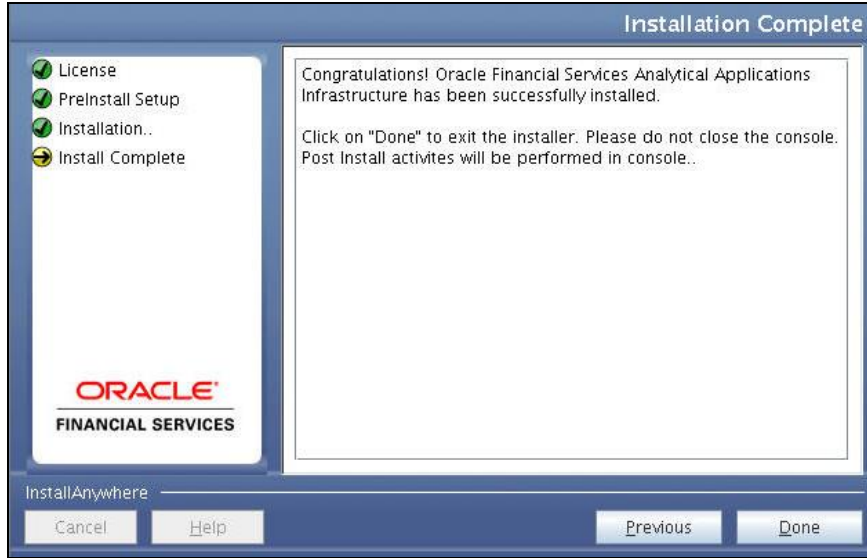 Installation Complete
License
PreInstall Setup
Installation..
Install Complete
Congratulations! Oracle Financial Services Analytical Applications
Infrastructure has been successfully installed.
Click on "Done" to exit the installer. Please do not close the console.
Post Install activites will be performed in console..
ORACLE
FINANCIAL SERVICES
InstallAnywhere
Cancel
Help
Previous
Done